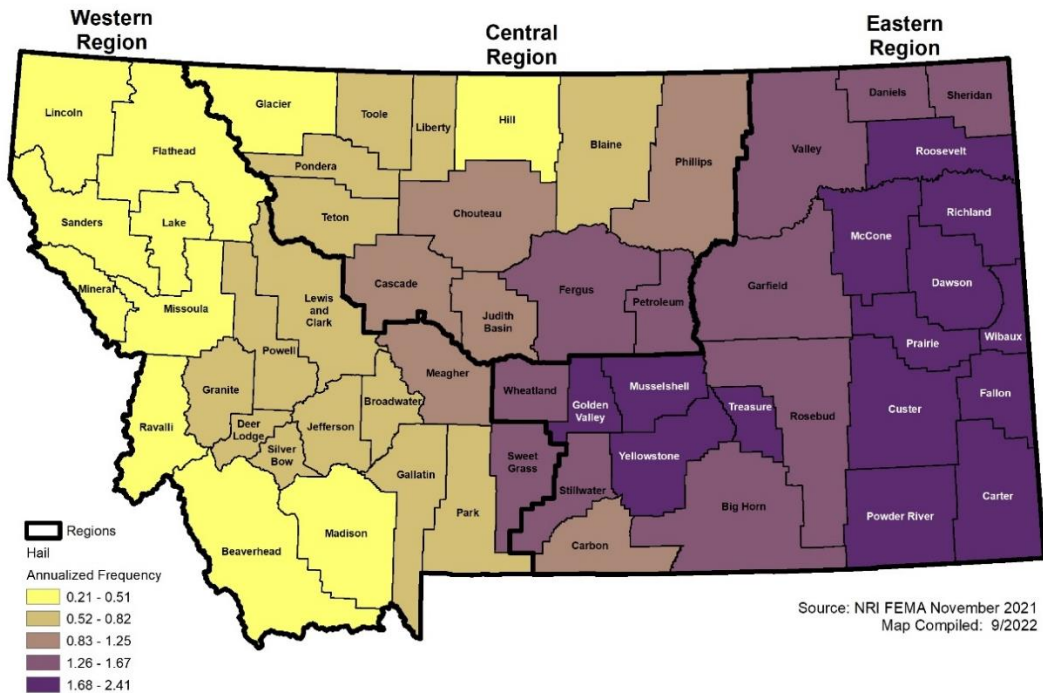 Western
Region
Central
Region
Eastern
Region
Lincoln
Flathead
Glacier
Toole
Liberty
Hill
Blaine
Phillips
Valley
Daniels
Sheridan
Roosevelt
Pondera
Teton
Chouteau
Sanders
Lake
Richland
McCone
Dawson
Garfield
Mineral
Missoula
Lewis
and
Clark
Cascade
Judith
Basin
Fergus
Petroleum
Prairie
Wibaux
Powell
Granite
Meagher
Broadwater
Wheatland
Golden
Valley
Musselshell
Treasure
Rosebud
Custer
Fallon
Ravalli
Deer
Lodge
Silver
Bow
Jefferson
Gallatin
Park
Sweet
Grass
Stillwater
Yellowstone
Big Horn
Powder River
Carter
Beaverhead
Madison
Carbon
Regions
Hail
Annualized Frequency
0.21 - 0.51
0.52 - 0.82
0.83 - 1.25
1.26 - 1.67
1.68 - 2.41
Source: NRI FEMA November 2021
Map Compiled: 9/2022